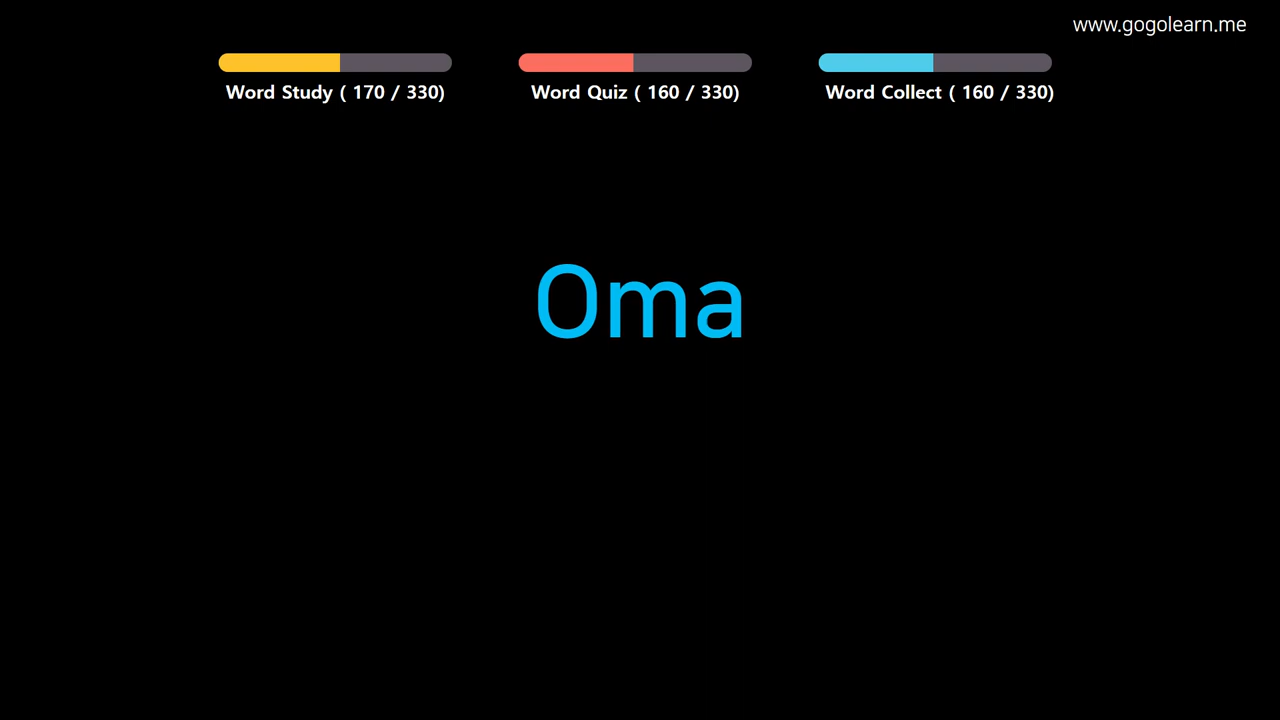 www.gogolearn.me
Word Study ( 170 / 330)
Word Quiz ( 160 / 330)
Word Collect ( 160 / 330)
Oma